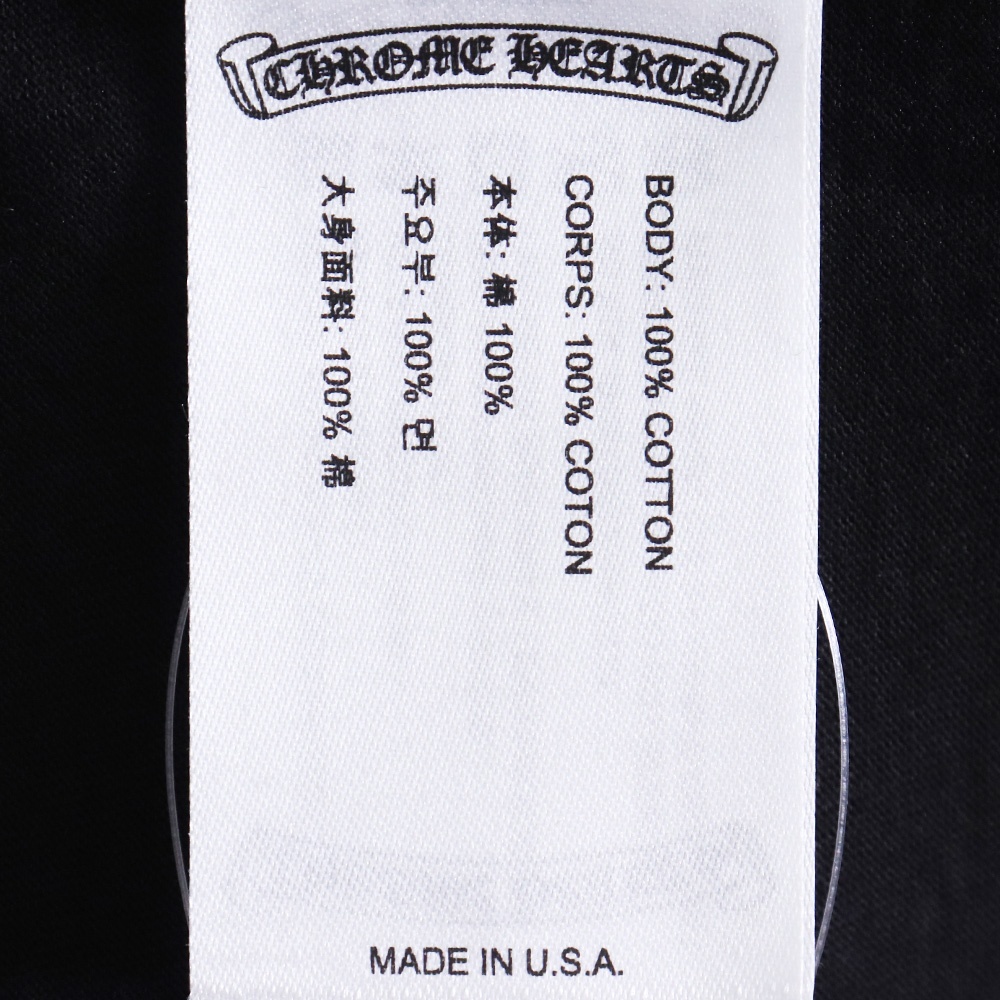 CHROME HEARTS
BODY: 100% COTTON
CORPS: 100% COTON
本体: 棉 100%
주요부: 100% 면
大身面料: 100% 棉
MADE IN U.S.A.